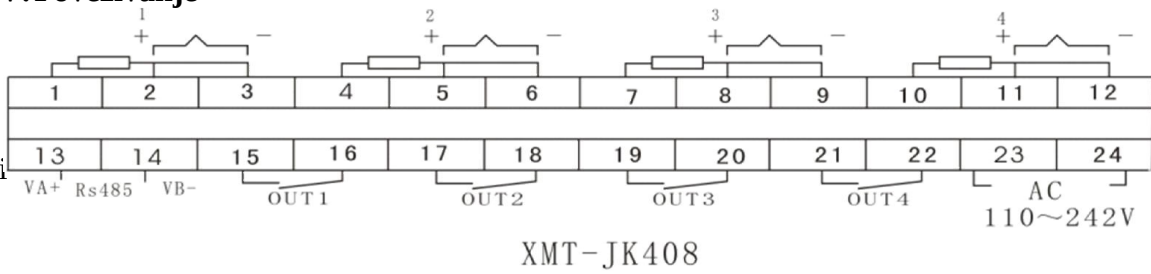 1 2 3 4
+ − + − + − + −
1 2 3 4 5 6 7 8 9 10 11 12
13 14 15 16 17 18 19 20 21 22 23 24
VA+ Rs485 VB- OUT1 OUT2 OUT3 OUT4 AC
110～242V
XMT-JK408